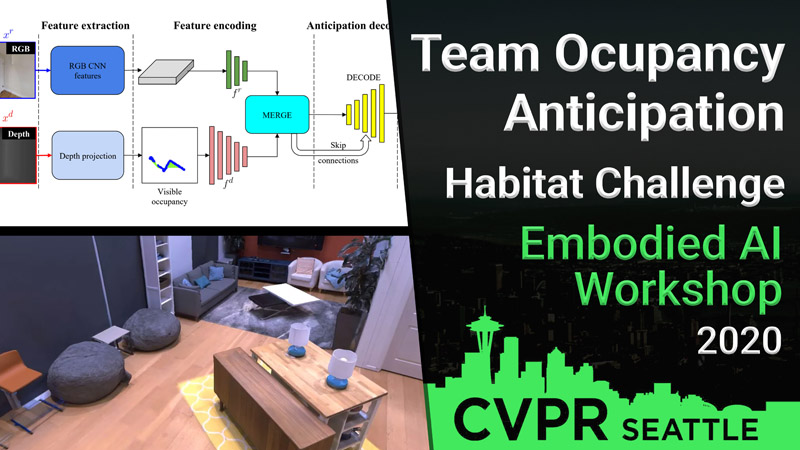 Feature extraction
Feature encoding
Anticipation deco
x^r
RGB
RGB CNN
features
f^r
x^d
Depth
Depth projection
Visible
occupancy
f^d
MERGE
DECODE
Skip
connections
Team Ocupancy
Anticipation
Habitat Challenge
Embodied AI
Workshop
2020
CVPR SEATTLE